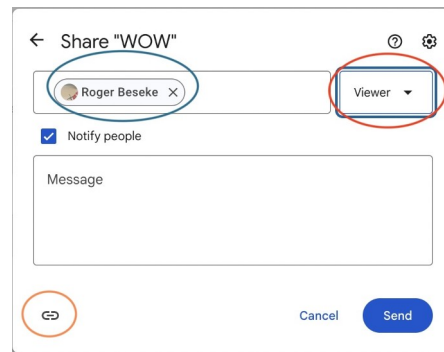 Share "WOW"
Roger Beseke
Viewer
Notify people
Message
Cancel
Send